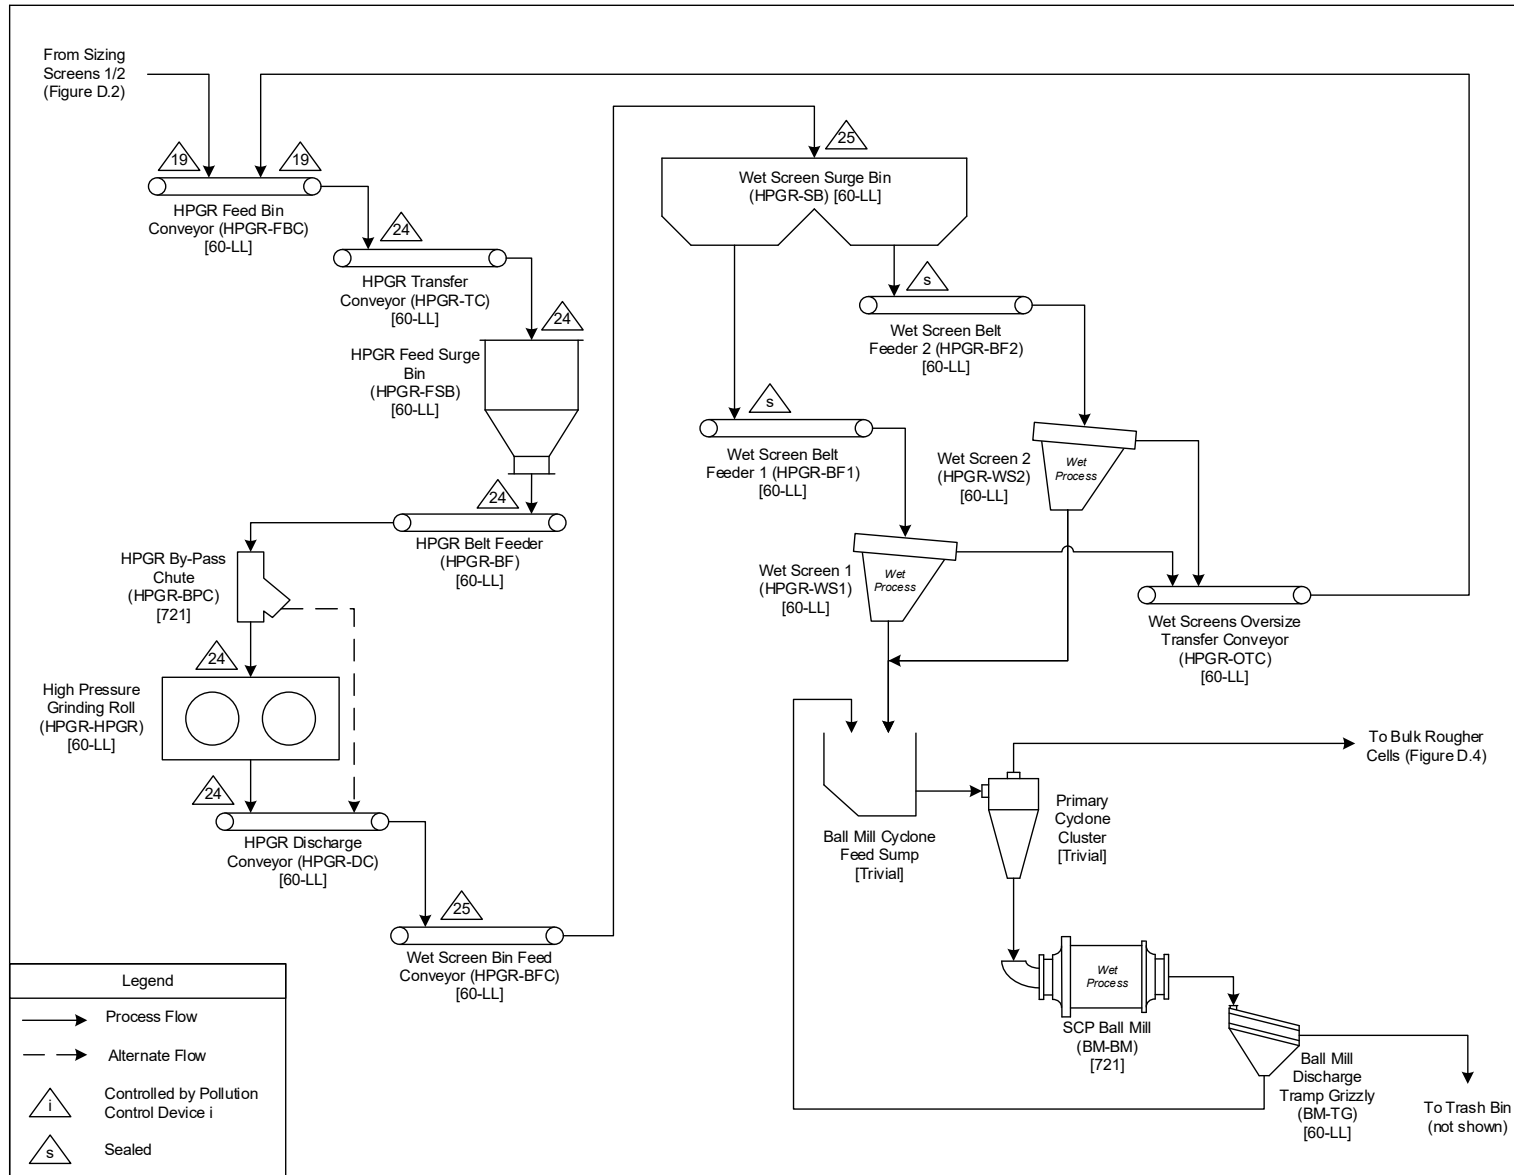 From Sizing
Screens 1/2
(Figure D.2)
19
19
HPGR Feed Bin
Conveyor (HPGR-FBC)
[60-LL]
24
HPGR Transfer
Conveyor (HPGR-TC)
[60-LL]
24
HPGR Feed Surge
Bin
(HPGR-FSB)
[60-LL]
24
HPGR Belt Feeder
(HPGR-BF)
[60-LL]
HPGR By-Pass
Chute
(HPGR-BPC)
[721]
24
High Pressure
Grinding Roll
(HPGR-HPGR)
[60-LL]
24
HPGR Discharge
Conveyor (HPGR-DC)
[60-LL]
25
Wet Screen Bin Feed
Conveyor (HPGR-BFC)
[60-LL]
25
Wet Screen Surge Bin
(HPGR-SB) [60-LL]
s
Wet Screen Belt
Feeder 2 (HPGR-BF2)
[60-LL]
s
Wet Screen Belt
Feeder 1 (HPGR-BF1)
[60-LL]
Wet Screen 2
(HPGR-WS2)
[60-LL]
Wet
Process
Wet Screen 1
(HPGR-WS1)
[60-LL]
Wet
Process
Wet Screens Oversize
Transfer Conveyor
(HPGR-OTC)
[60-LL]
Ball Mill Cyclone
Feed Sump
[Trivial]
Primary
Cyclone
Cluster
[Trivial]
To Bulk Rougher
Cells (Figure D.4)
Wet
Process
SCP Ball Mill
(BM-BM)
[721]
Ball Mill
Discharge
Tramp Grizzly
(BM-TG)
[60-LL]
To Trash Bin
(not shown)
Legend
Process Flow
Alternate Flow
i
Controlled by Pollution
Control Device i
s
Sealed